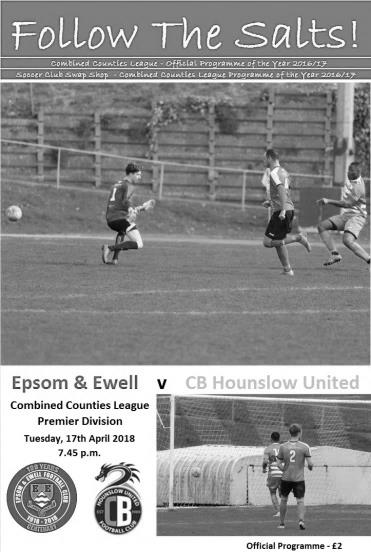 Follow The Salts!
Combined Counties League - Official Programme of the Year 2016/17
Soccer Club Swap Shop - Combined Counties League Programme of the Year 2016/17
1
Epsom & Ewell v CB Hounslow United
Combined Counties League
Premier Division
Tuesday, 17th April 2018
7.45 p.m.
100 YEARS
EPSOM & EWELL FOOTBALL CLUB
1918 - 2018
CENTENARY
HOUNSLOW UNITED
CB
FOOTBALL CLUB
2
Official Programme - £2